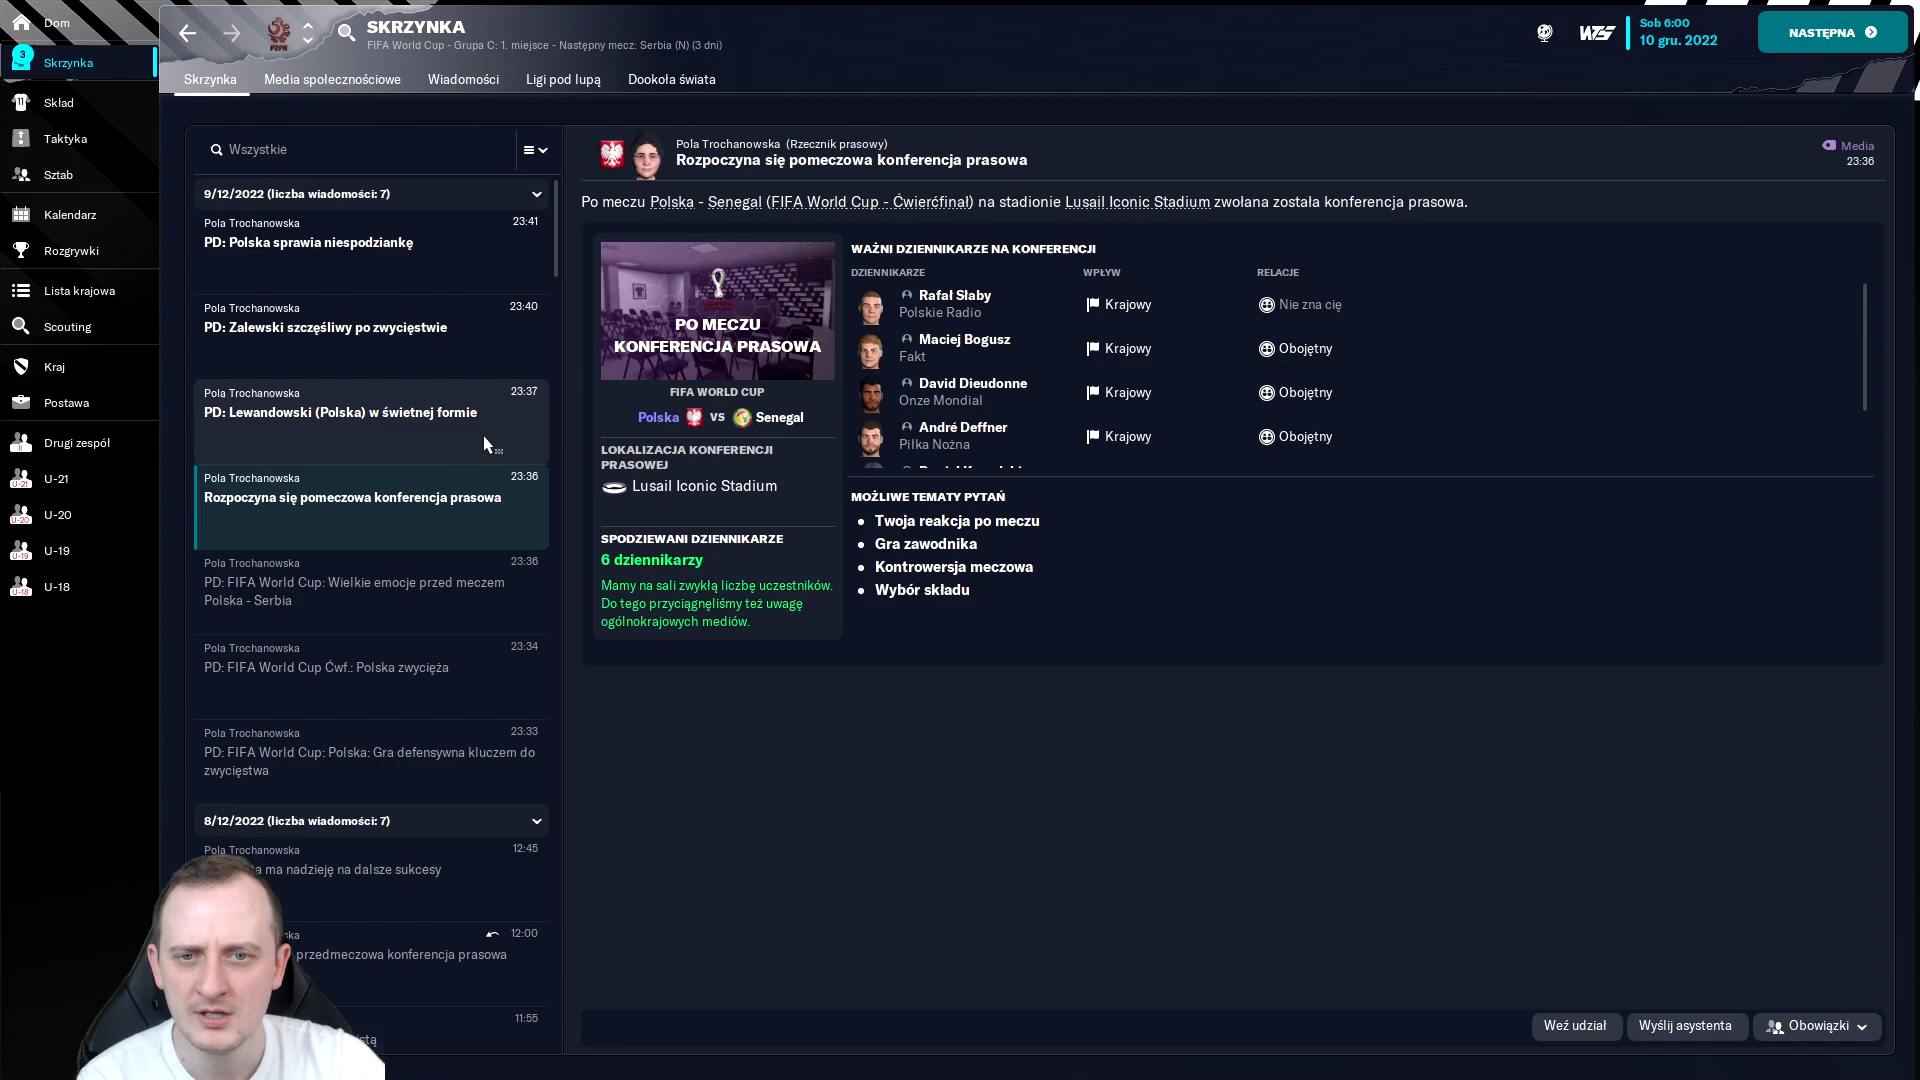 Dom
3
Skrzynka
Skład
Taktyka
Sztab
Kalendarz
Rozgrywki
Lista krajowa
Scouting
Kraj
Postawa
Drugi zespół
U-21
U-21
U-20
U-20
U-19
U-19
U-18
U-18
PZPN
SKRZYNKA
FIFA World Cup - Grupa C: 1. miejsce - Następny mecz: Serbia (N) (3 dni)
Sob 6:00
10 gru. 2022
NASTĘPNA
Skrzynka
Media społecznościowe
Wiadomości
Ligi pod lupą
Dookoła świata
Wszystkie
9/12/2022 (liczba wiadomości: 7)
Pola Trochanowska 23:41
PD: Polska sprawia niespodziankę
Pola Trochanowska 23:40
PD: Zalewski szczęśliwy po zwycięstwie
Pola Trochanowska 23:37
PD: Lewandowski (Polska) w świetnej formie
Pola Trochanowska 23:36
Rozpoczyna się pomeczowa konferencja prasowa
Pola Trochanowska 23:36
PD: FIFA World Cup: Wielkie emocje przed meczem
Polska - Serbia
Pola Trochanowska 23:34
PD: FIFA World Cup Ćwf.: Polska zwycięża
Pola Trochanowska 23:33
PD: FIFA World Cup: Polska: Gra defensywna kluczem do
zwycięstwa
8/12/2022 (liczba wiadomości: 7)
Pola Trochanowska 12:45
ma nadzieję na dalsze sukcesy
ska 12:00
przedmeczowa konferencja prasowa
11:55
Pola Trochanowska (Rzecznik prasowy)
Rozpoczyna się pomeczowa konferencja prasowa
Media
23:36
Po meczu Polska - Senegal (FIFA World Cup - Ćwierćfinał) na stadionie Lusail Iconic Stadium zwołana została konferencja prasowa.
PO MECZU
KONFERENCJA PRASOWA
FIFA WORLD CUP
Polska vs Senegal
LOKALIZACJA KONFERENCJI
PRASOWEJ
Lusail Iconic Stadium
SPODZIEWANI DZIENNIKARZE
6 dziennikarzy
Mamy na sali zwykłą liczbę uczestników.
Do tego przyciągnęliśmy też uwagę
ogólnokrajowych mediów.
WAŻNI DZIENNIKARZE NA KONFERENCJI
DZIENNIKARZE WPŁYW RELACJE
Rafał Słaby
Polskie Radio
Krajowy
Nie zna cię
Maciej Bogusz
Fakt
Krajowy
Obojętny
David Dieudonne
Onze Mondial
Krajowy
Obojętny
André Deffner
Piłka Nożna
Krajowy
Obojętny
MOŻLIWE TEMATY PYTAŃ
Twoja reakcja po meczu
Gra zawodnika
Kontrowersja meczowa
Wybór składu
Weź udział
Wyślij asystenta
Obowiązki